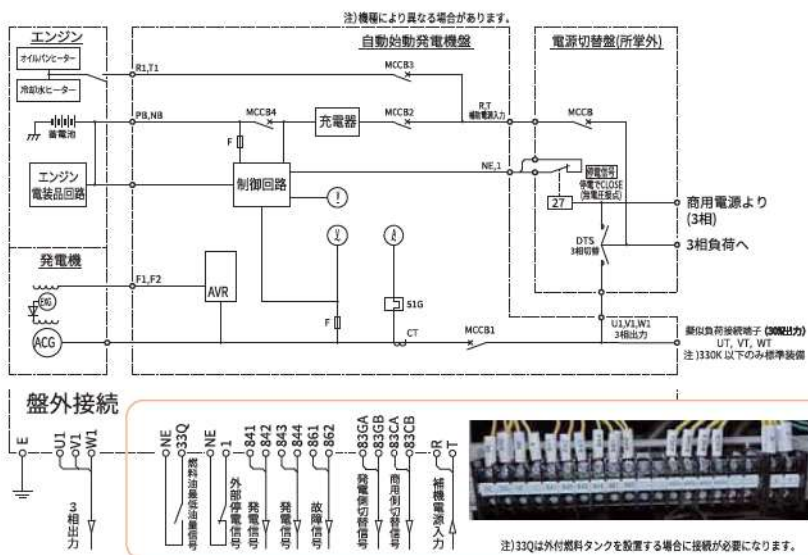 注)機種により異なる場合があります。
エンジン
オイルパンヒーター
冷却水ヒーター
蓄電池
エンジン
電装品回路
発電機
EXG
ACG
自動始動発電機盤
R1,T1
MCCB3
PB,NB
MCCB4
充電器
MCCB2
R,T
補助電源入力
F
制御回路
NE,1
F1,F2
AVR
V
A
51G
F
CT
MCCB1
電源切替盤(所掌外)
MCCB
停電信号
停電でCLOSE
(無電圧接点)
27
商用電源より
(3相)
DTS
3相切替
3相負荷へ
U1,V1,W1
3相出力
擬似負荷接続端子
UT, VT, WT
注)330K以下のみ標準装備
盤外接続
E
U1
V1
W1
3相出力
NE
33Q
燃料油最低油量信号
NE
1
外部停電信号
841
842
発電信号
843
844
発電信号
861
862
故障信号
83GA
83GB
発電側切替信号
83CA
83CB
商用側切替信号
R
T
補機電源入力
注)33Qは外付燃料タンクを設置する場合に接続が必要になります。